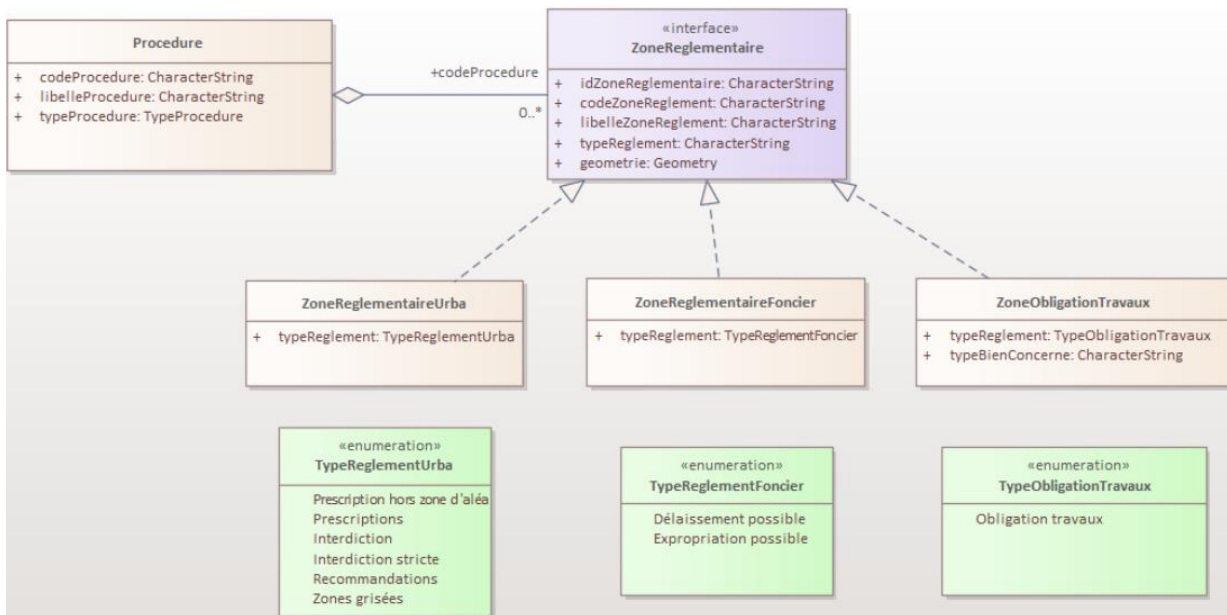 Procedure
+ codeProcedure: CharacterString
+ libelleProcedure: CharacterString
+ typeProcedure: TypeProcedure
+codeProcedure
0..*
«interface»
ZoneReglementaire
+ idZoneReglementaire: CharacterString
+ codeZoneReglement: CharacterString
+ libelleZoneReglement: CharacterString
+ typeReglement: CharacterString
+ geometrie: Geometry
ZoneReglementaireUrba
+ typeReglement: TypeReglementUrba
ZoneReglementaireFoncier
+ typeReglement: TypeReglementFoncier
ZoneObligationTravaux
+ typeReglement: TypeObligationTravaux
+ typeBienConcerne: CharacterString
«enumeration»
TypeReglementUrba
Prescription hors zone d'aléa
Prescriptions
Interdiction
Interdiction stricte
Recommandations
Zones grisées
«enumeration»
TypeReglementFoncier
Délaissement possible
Expropriation possible
«enumeration»
TypeObligationTravaux
Obligation travaux